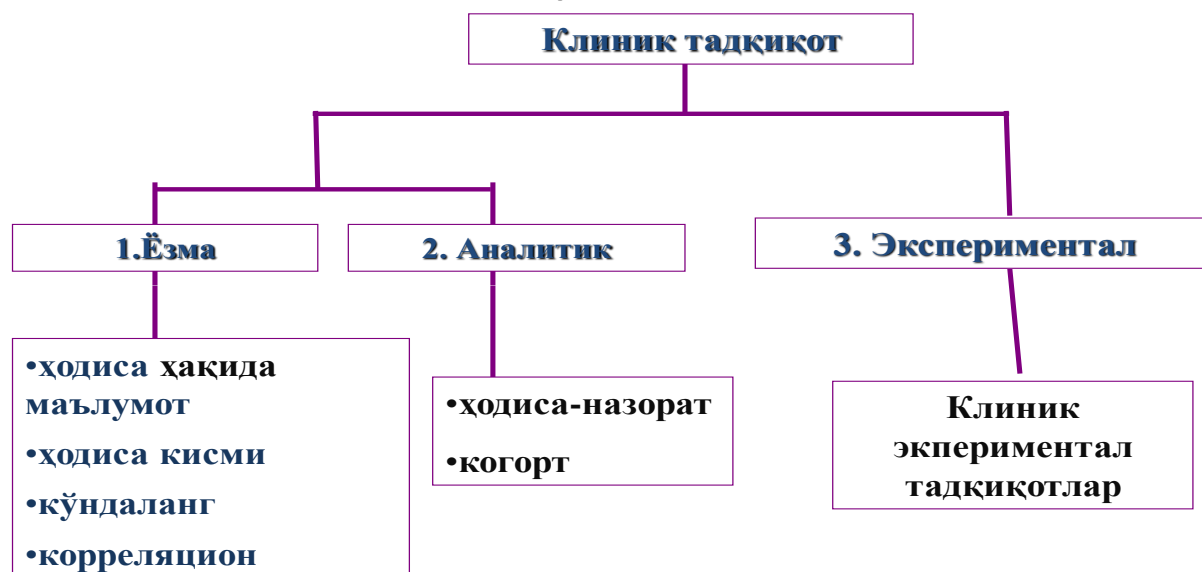 Клиник тадқиқот
1.Ёзма
2. Аналитик
3. Экспериментал
•ҳодиса ҳақида
маълумот
•ҳодиса кисми
•кўндаланг
•корреляцион
•ҳодиса-назорат
•когорт
Клиник
экпериментал
тадқиқотлар